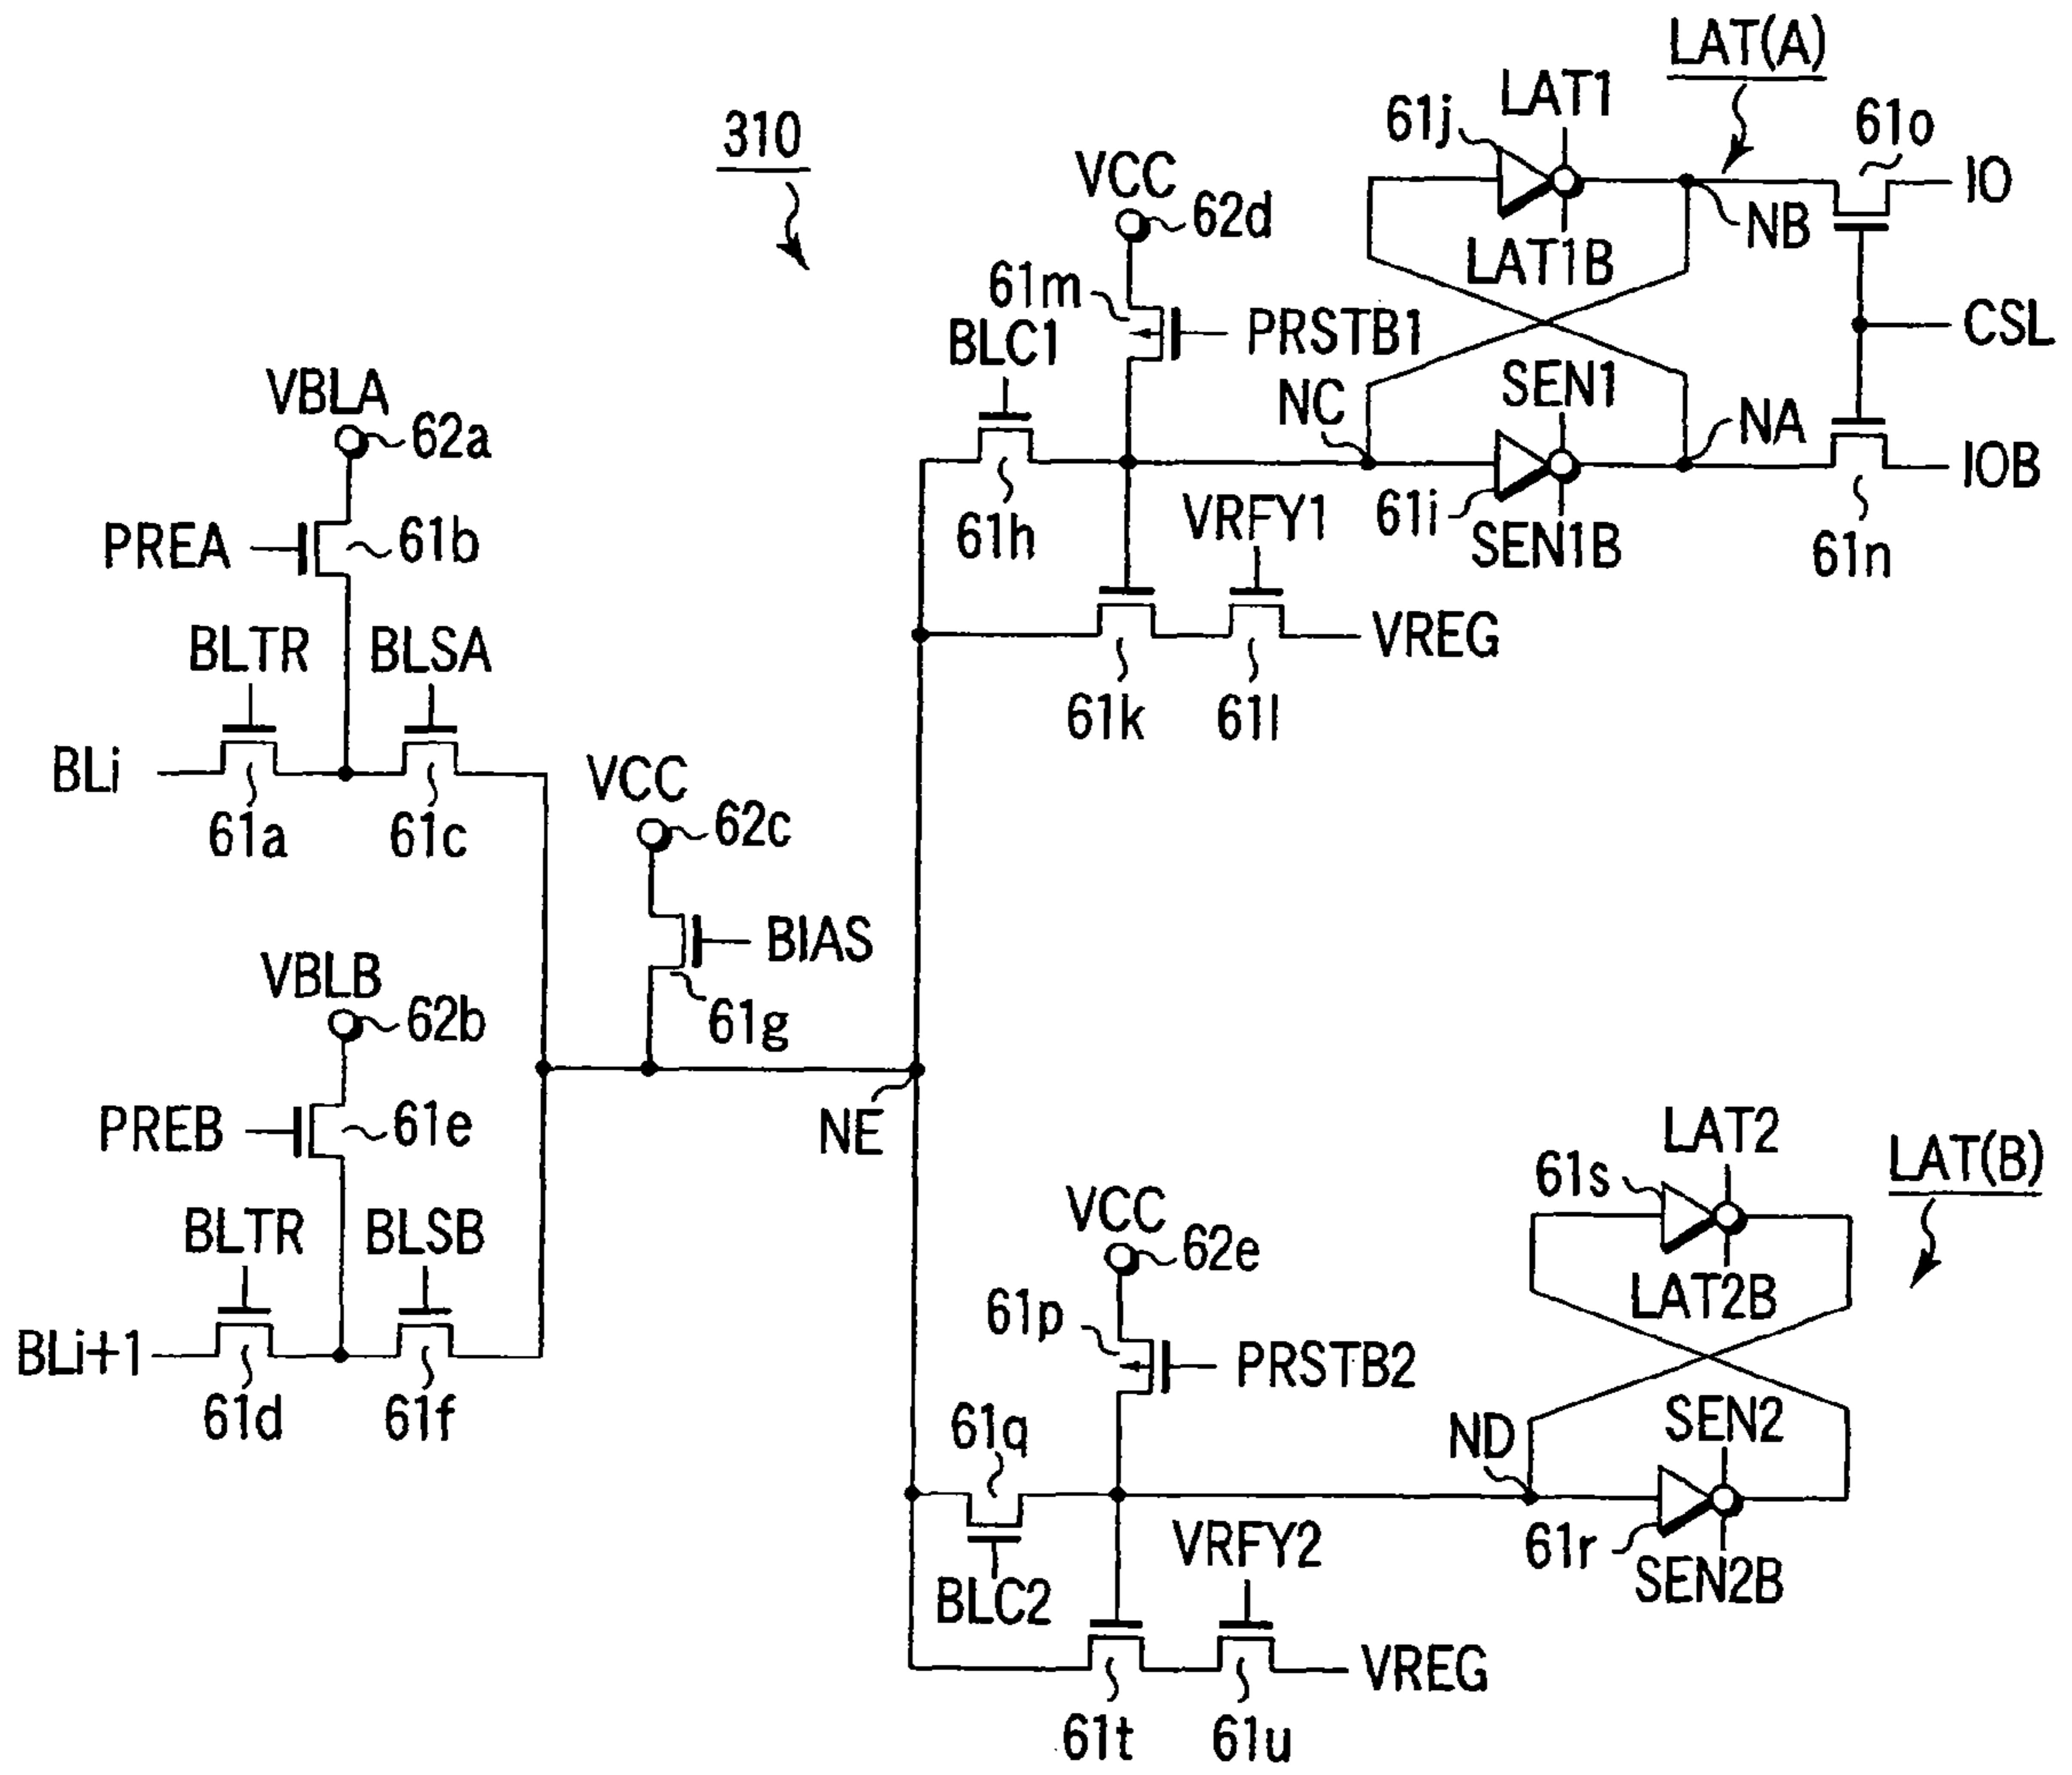 LAT(A)
310
61j
LAT1
61o
IO
VCC
62d
NB
LAT1B
61m
BLC1
PRSTB1
CSL
VBLA
62a
NC
SEN1
NA
IOB
PREA
61b
61h
VRFY1
61i
SEN1B
61n
BLTR
BLSA
VREG
61k
61l
BLi
61a
61c
VCC
62c
BIAS
VBLB
62b
61g
PREB
61e
NE
LAT2
61s
LAT(B)
VCC
62e
BLTR
BLSB
LAT2B
61p
PRSTB2
BLi+1
61d
61f
61q
ND
SEN2
VRFY2
61r
SEN2B
BLC2
VREG
61t
61u